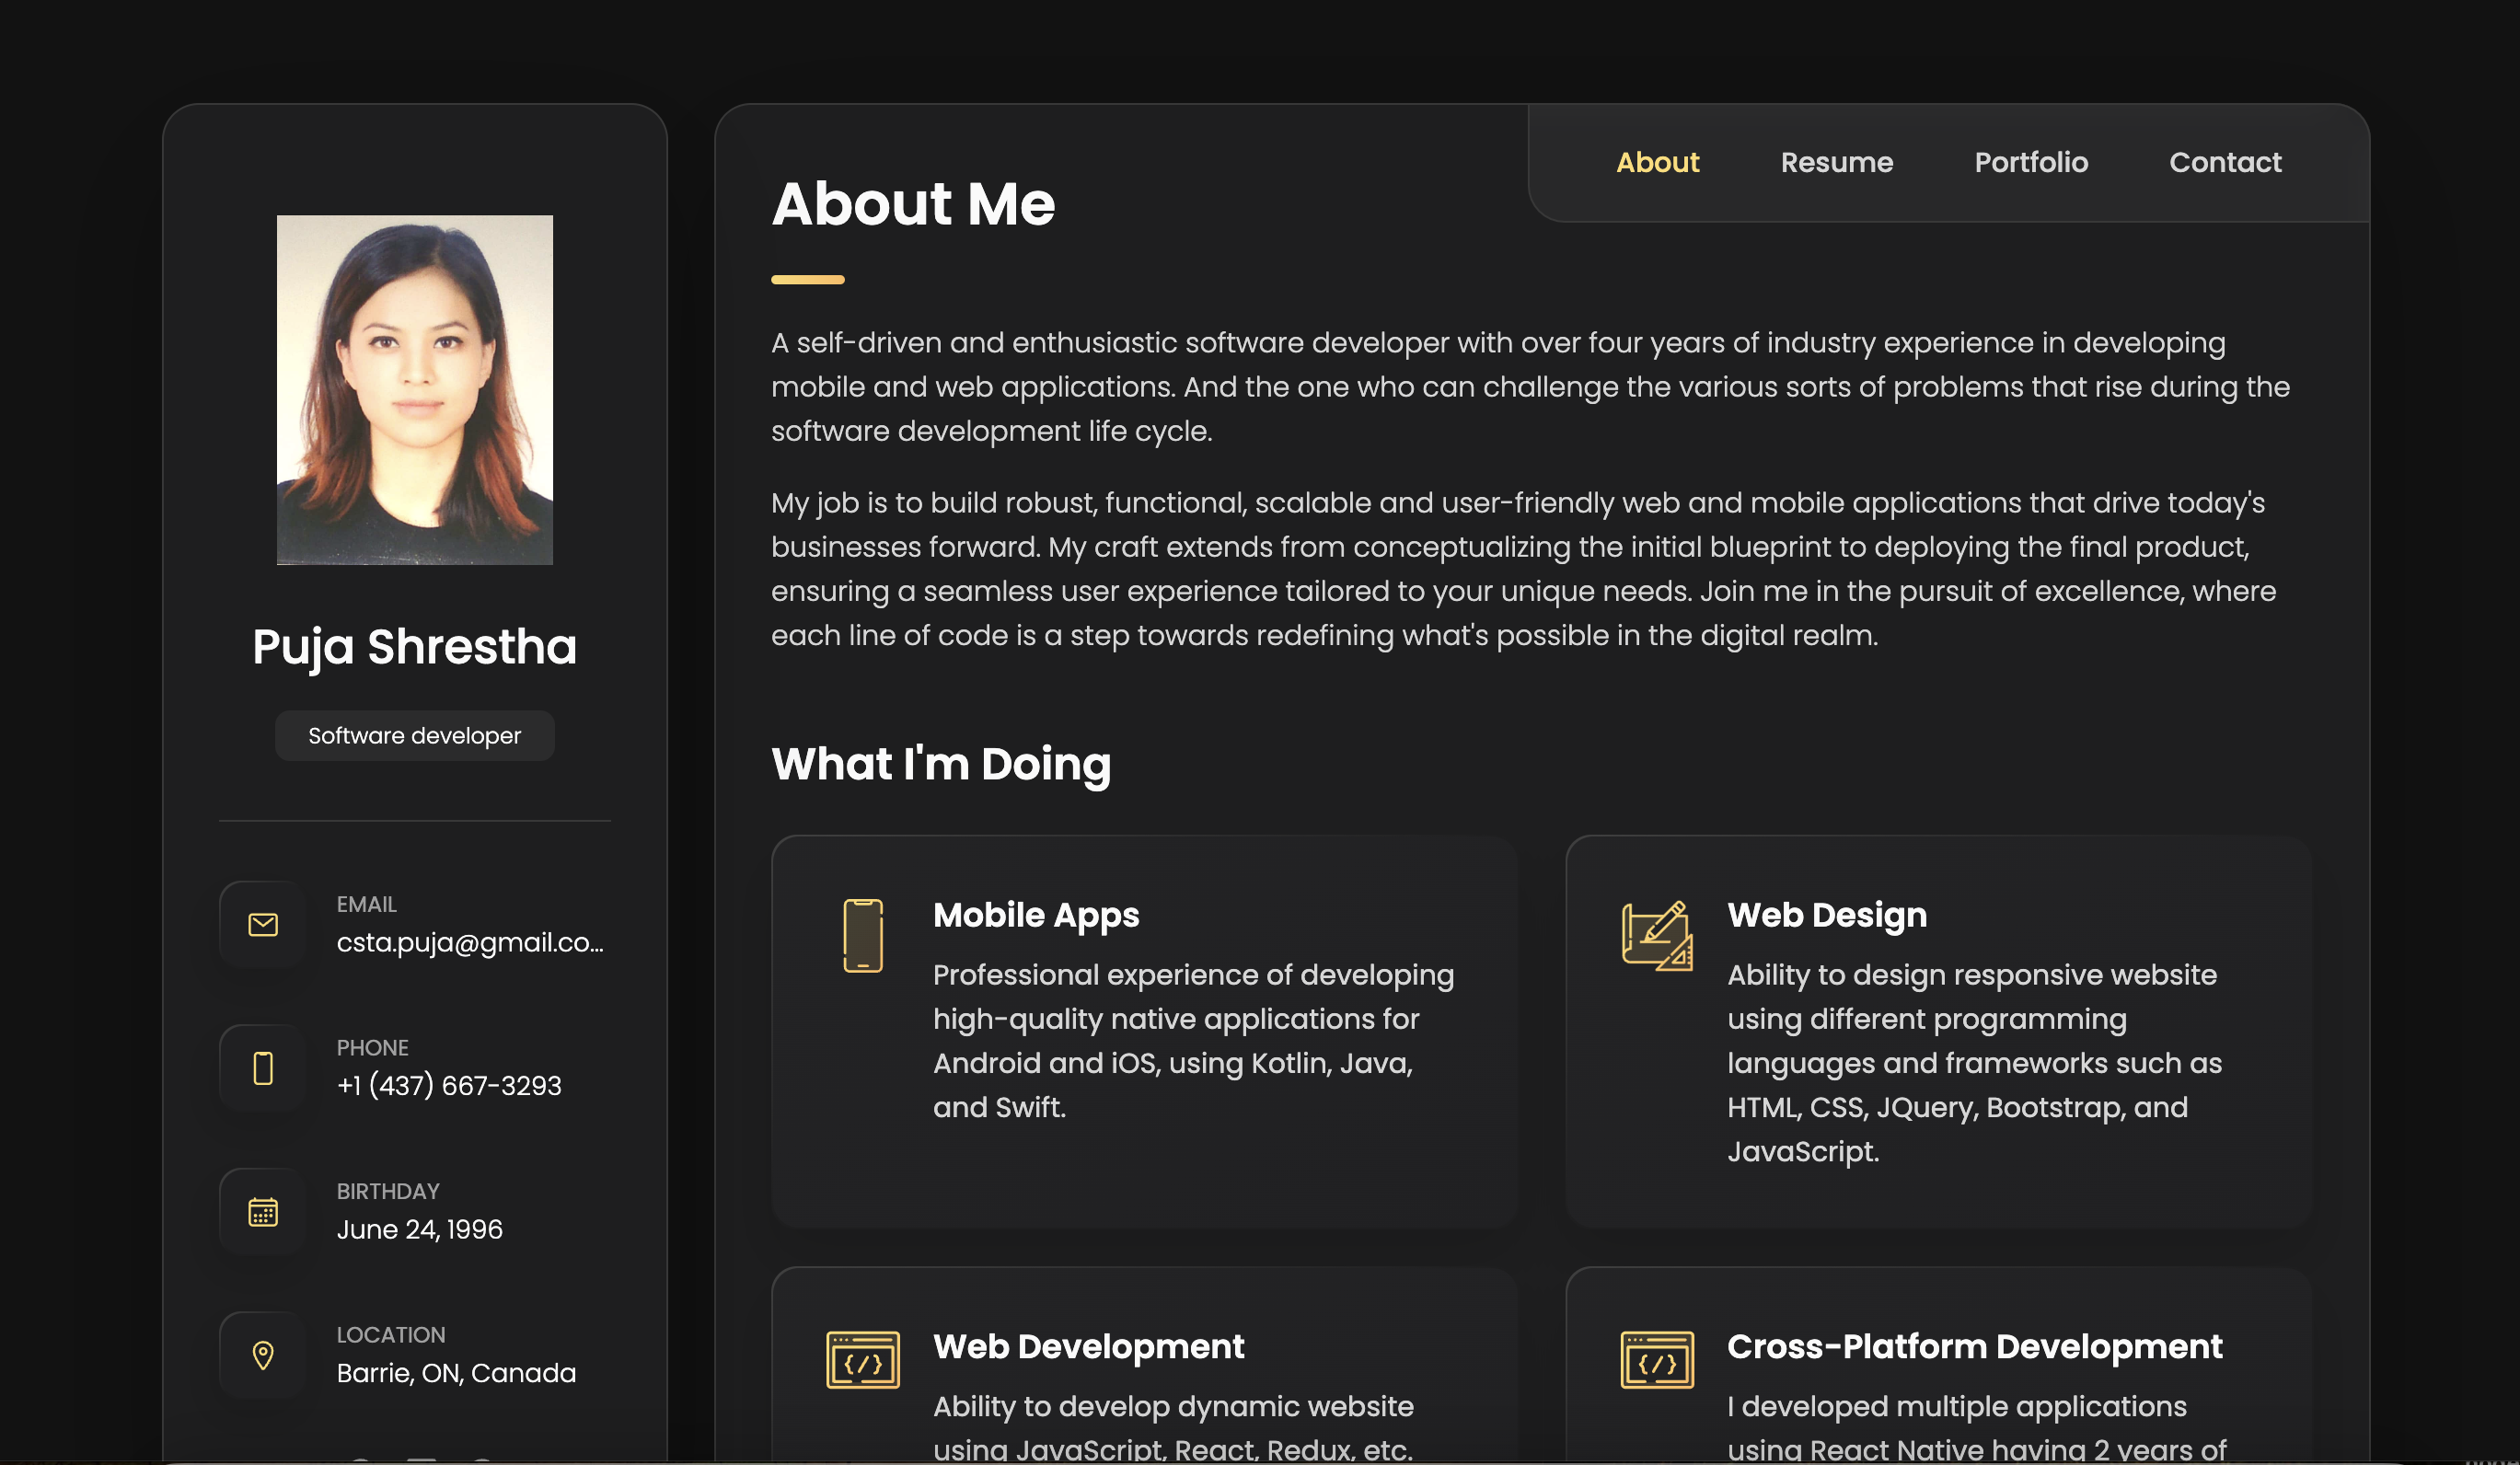 About
Resume
Portfolio
Contact
Puja Shrestha
Software developer
EMAIL
csta.puja@gmail.co...
PHONE
+1 (437) 667-3293
BIRTHDAY
June 24, 1996
LOCATION
Barrie, ON, Canada
About Me
A self-driven and enthusiastic software developer with over four years of industry experience in developing
mobile and web applications. And the one who can challenge the various sorts of problems that rise during the
software development life cycle.
My job is to build robust, functional, scalable and user-friendly web and mobile applications that drive today's
businesses forward. My craft extends from conceptualizing the initial blueprint to deploying the final product,
ensuring a seamless user experience tailored to your unique needs. Join me in the pursuit of excellence, where
each line of code is a step towards redefining what's possible in the digital realm.
What I'm Doing
Mobile Apps
Professional experience of developing
high-quality native applications for
Android and iOS, using Kotlin, Java,
and Swift.
Web Design
Ability to design responsive website
using different programming
languages and frameworks such as
HTML, CSS, JQuery, Bootstrap, and
JavaScript.
Web Development
Ability to develop dynamic website
using JavaScript, React, Redux, etc.
Cross-Platform Development
I developed multiple applications
using React Native having 2 years of